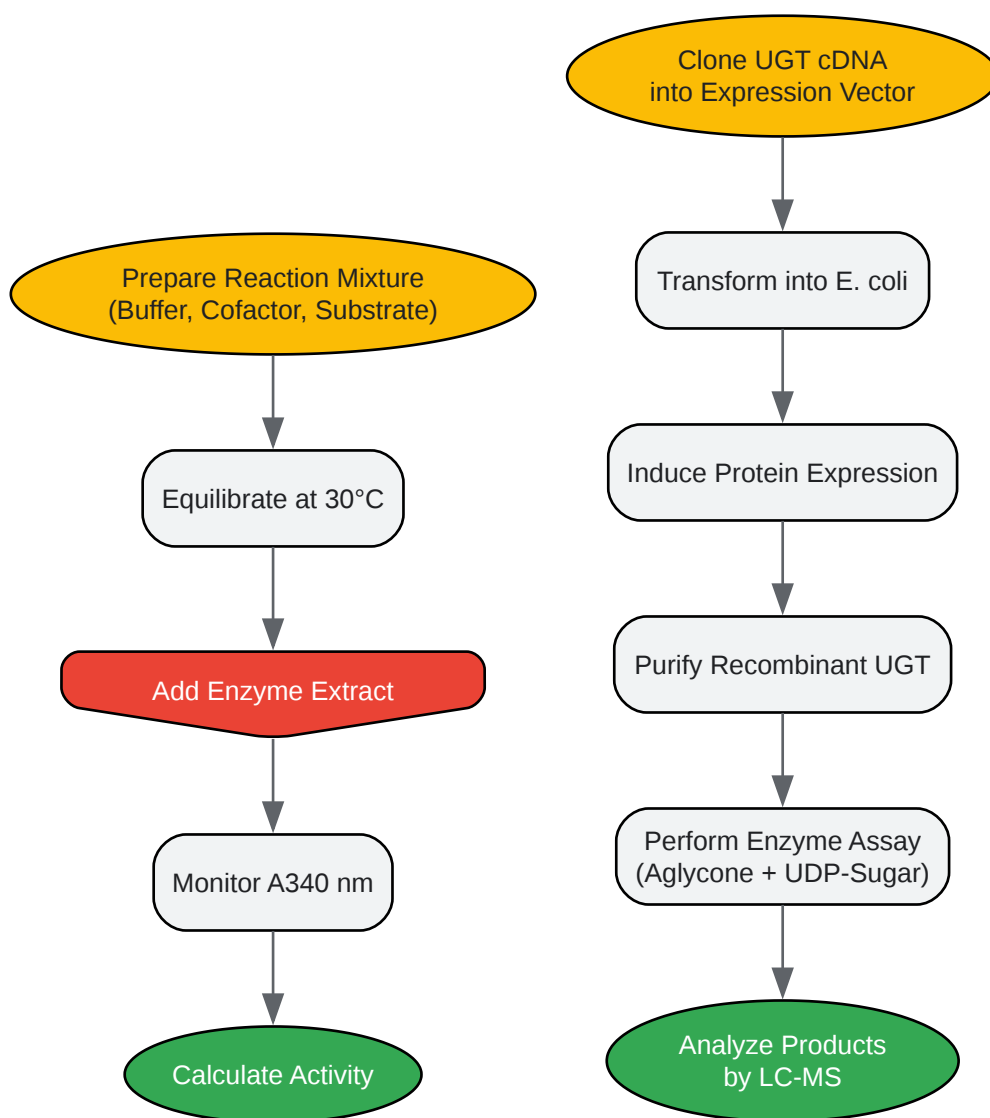 Prepare Reaction Mixture
(Buffer, Cofactor, Substrate)
Equilibrate at 30°C
Add Enzyme Extract
Monitor A340 nm
Calculate Activity
Clone UGT cDNA
into Expression Vector
Transform into E. coli
Induce Protein Expression
Purify Recombinant UGT
Perform Enzyme Assay
(Aglycone + UDP-Sugar)
Analyze Products
by LC-MS